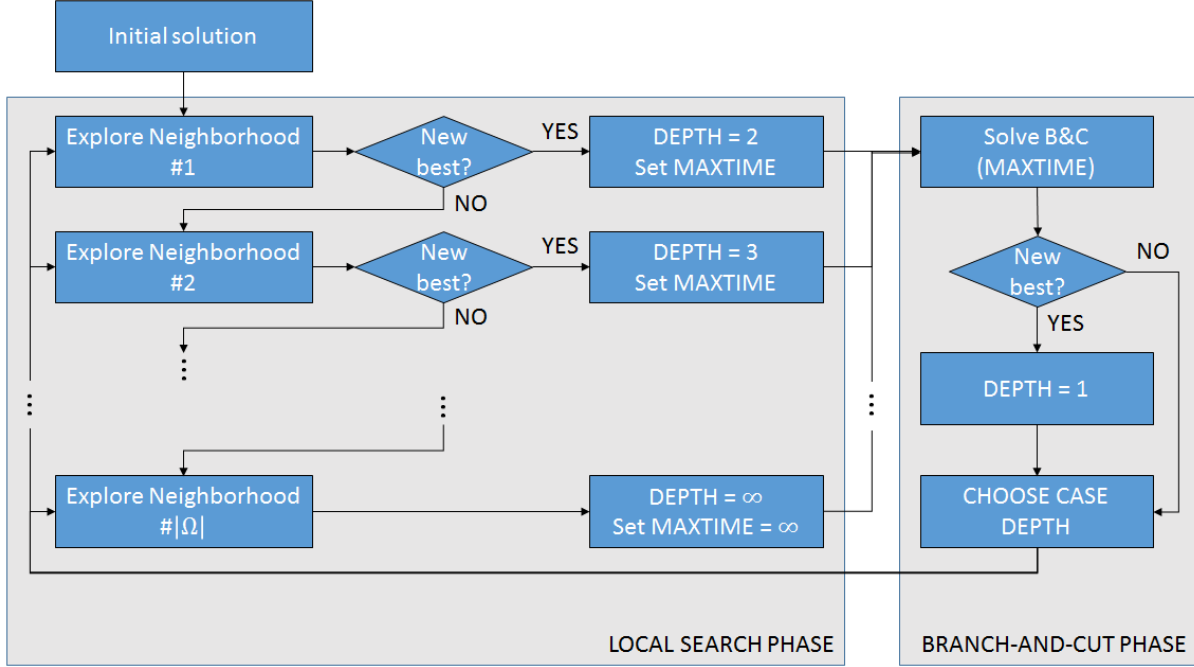 Initial solution
Explore Neighborhood
#1
New
best?
YES
NO
DEPTH = 2
Set MAXTIME
Explore Neighborhood
#2
New
best?
YES
NO
DEPTH = 3
Set MAXTIME
Explore Neighborhood
#|Ω|
DEPTH = ∞
Set MAXTIME = ∞
LOCAL SEARCH PHASE
Solve B&C
(MAXTIME)
New
best?
NO
YES
DEPTH = 1
CHOOSE CASE
DEPTH
BRANCH-AND-CUT PHASE